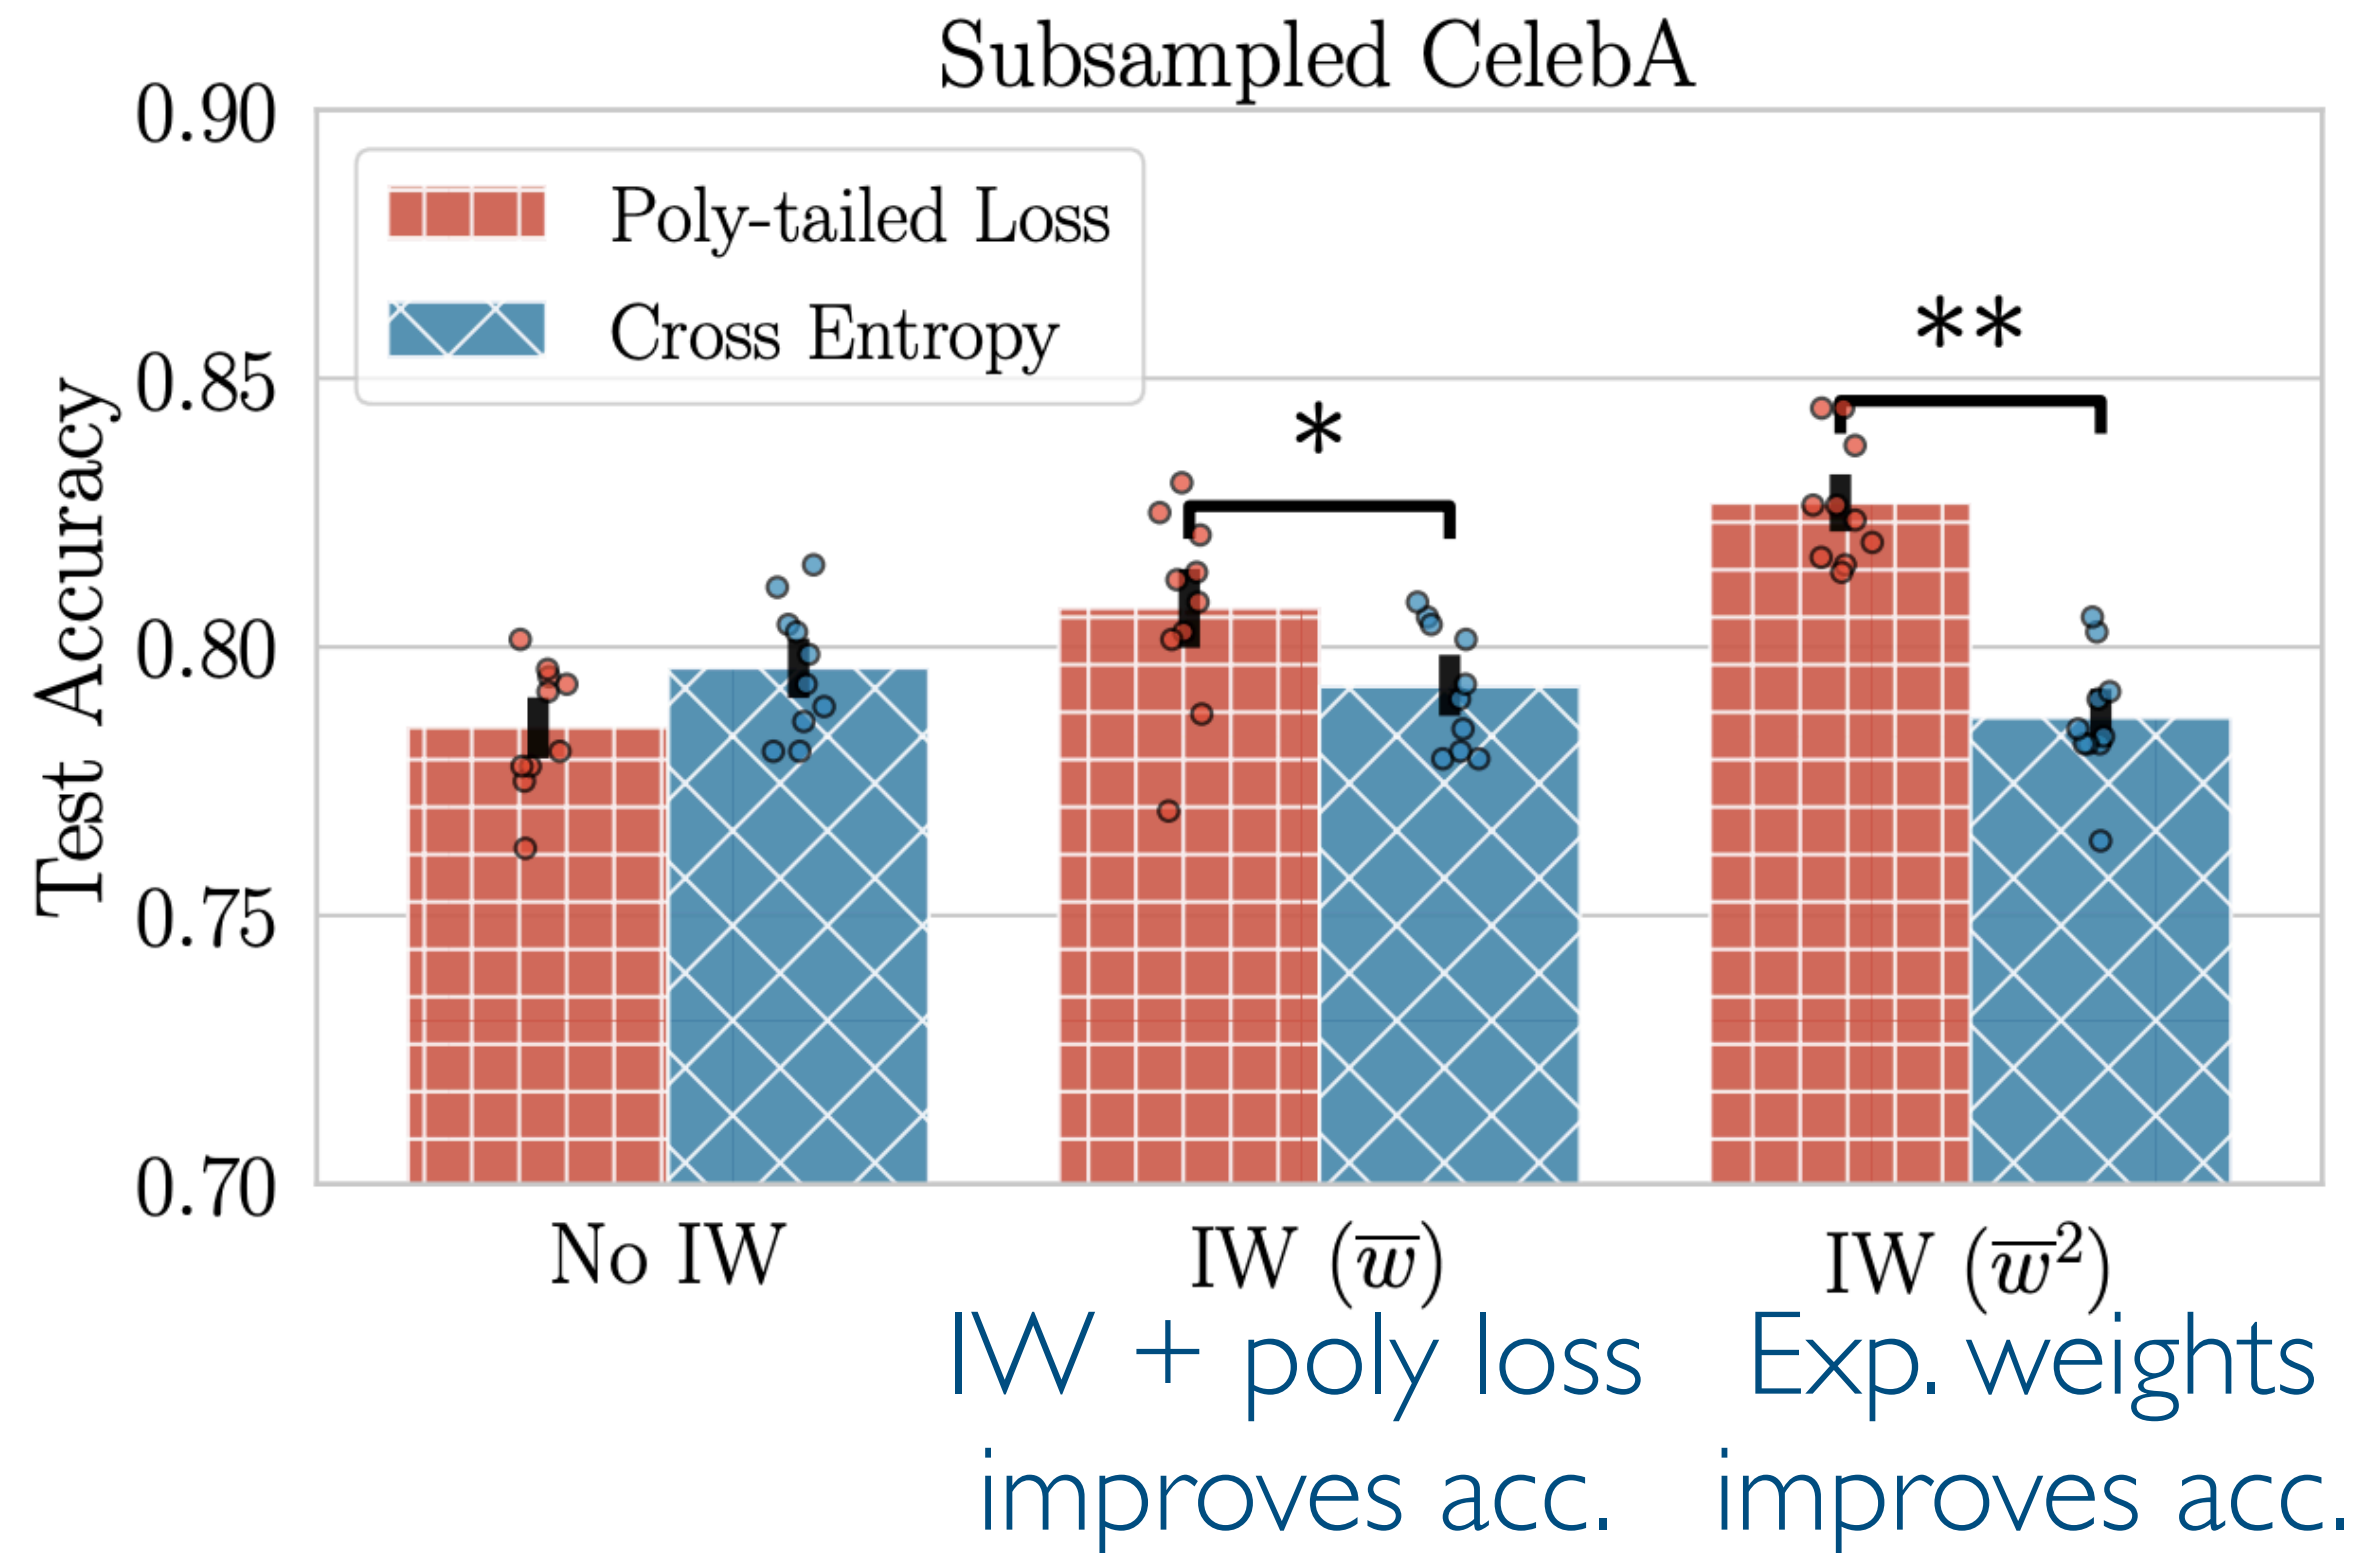 Subsampled CelebA
0.90
0.85
0.80
0.75
0.70
Test Accuracy
Poly-tailed Loss
Cross Entropy
*
**
No IW
IW (w̅)
IW (w̅²)
IW + poly loss
improves acc.
Exp. weights
improves acc.